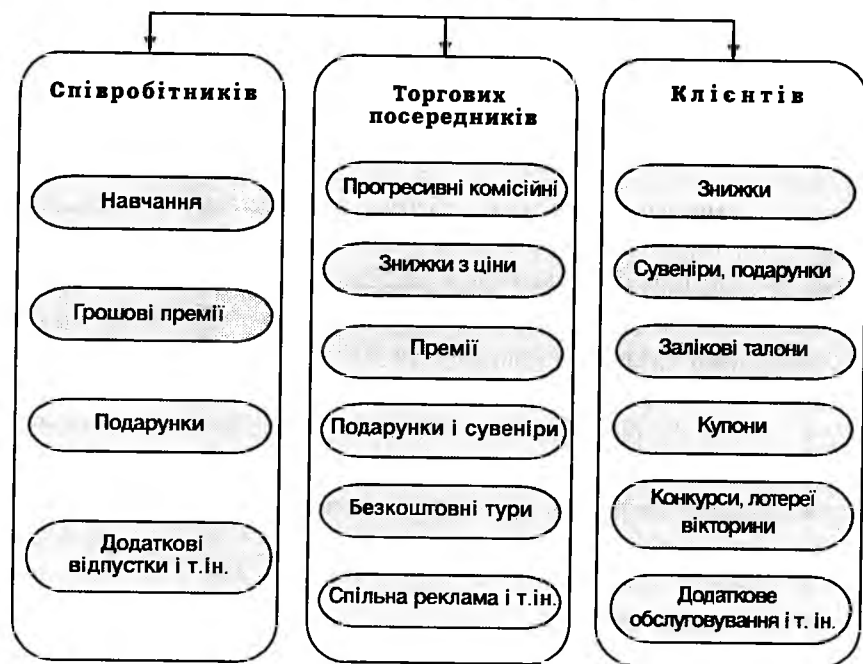 Співробітників
Навчання
Грошові премії
Подарунки
Додаткові
відпустки і т.ін.
Торгових
посередників
Прогресивні комісійні
Знижки з ціни
Премії
Подарунки і сувеніри
Безкоштовні тури
Спільна реклама і т.ін.
Клієнтів
Знижки
Сувеніри, подарунки
Залікові талони
Купони
Конкурси, лотереї
вікторини
Додаткове
обслуговування і т. ін.